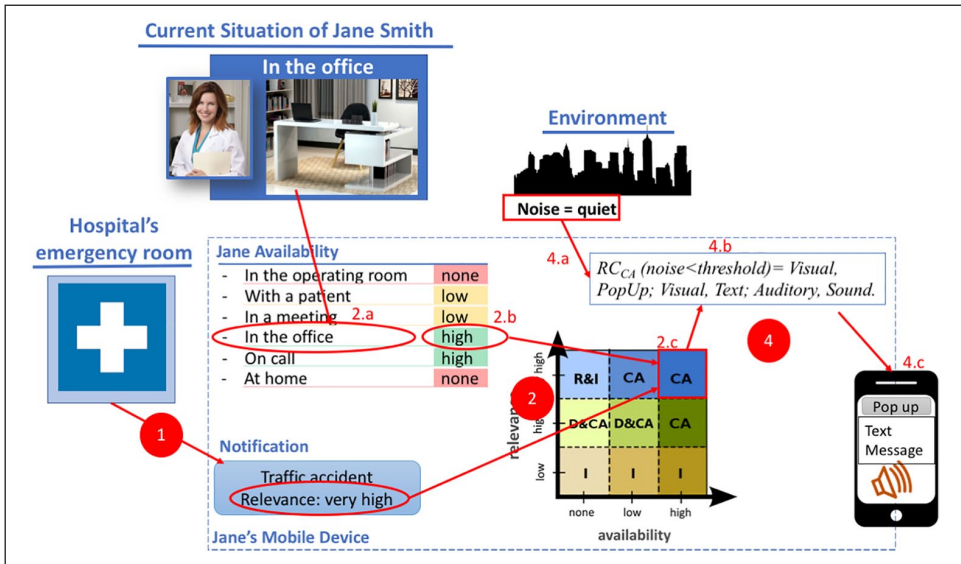 Current Situation of Jane Smith
In the office
Environment
Noise = quiet
Hospital's
emergency room
1
Jane Availability
- In the operating room none
- With a patient low
- In a meeting low
2.a
- In the office high
2.b
- On call high
- At home none
Notification
Traffic accident
Relevance: very high
Jane's Mobile Device
4.a
4.b
RC_CA (noise<threshold)= Visual,
PopUp; Visual, Text; Auditory, Sound.
4
2
2.c
relevance
high
R&I CA CA
high
D&CA D&CA CA
low
I I I
none low high
availability
4.c
Pop up
Text
Message